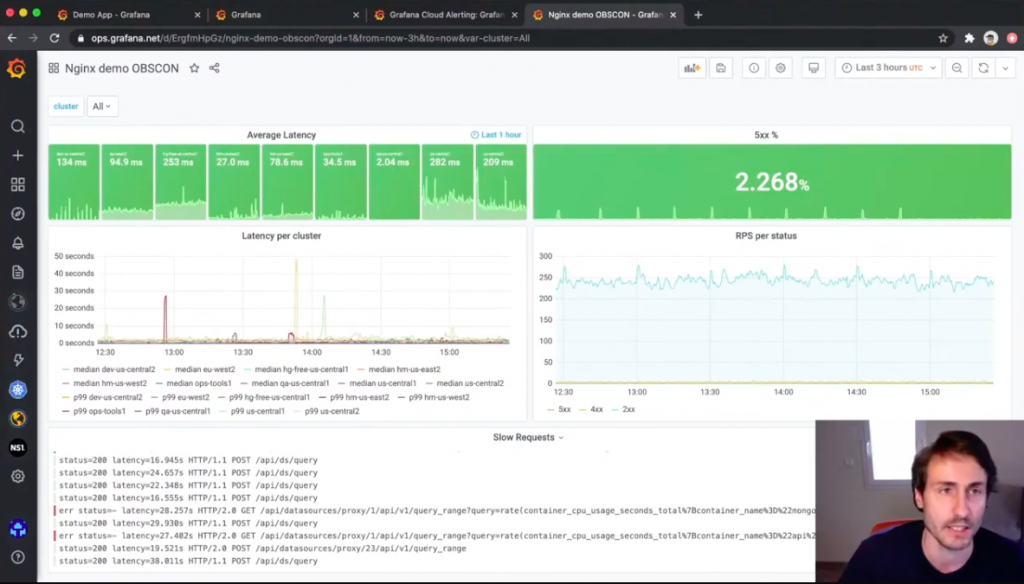 Demo App - Grafana
Grafana
Grafana Cloud Alerting: Grafan
Nginx demo OBSCON - Grafan
ops.grafana.net/d/ErgfmHpGz/nginx-demo-obscon?orgId=1&from=now-3h&to=now&var-cluster=All
Nginx demo OBSCON
Last 3 hours UTC
cluster All
Average Latency
Last 1 hour
5xx %
134 ms 94.9 ms 253 ms 27.0 ms 78.6 ms 34.5 ms 2.04 ms 282 ms 209 ms
2.268%
Latency per cluster
50 seconds
40 seconds
30 seconds
20 seconds
10 seconds
0 seconds
12:30 13:00 13:30 14:00 14:30 15:00
median dev-us-central2 median eu-west2 median hg-free-us-central1 median hm-us-east2
median hm-us-west2 median ops-tools1 median qa-us-central1 median us-central1 median us-central2
p99 dev-us-central2 p99 eu-west2 p99 hg-free-us-central1 p99 hm-us-east2 p99 hm-us-west2
p99 ops-tools1 p99 qa-us-central1 p99 us-central1 p99 us-central2
RPS per status
300
250
200
150
100
50
0
12:30 13:00 13:30 14:00 14:30 15:00
5xx 4xx 2xx
NS1.
Slow Requests
status=200 latency=16.945s HTTP/1.1 POST /api/ds/query
status=200 latency=24.657s HTTP/1.1 POST /api/ds/query
status=200 latency=22.348s HTTP/1.1 POST /api/ds/query
status=200 latency=16.555s HTTP/1.1 POST /api/ds/query
err status=- latency=28.257s HTTP/2.0 GET /api/datasources/proxy/1/api/v1/query_range?query=rate(container_cpu_usage_seconds_total%7Bcontainer_name%3D%22mongo
status=200 latency=29.930s HTTP/1.1 POST /api/ds/query
err status=- latency=27.402s HTTP/2.0 GET /api/datasources/proxy/1/api/v1/query_range?query=rate(container_cpu_usage_seconds_total%7Bcontainer_name%3D%22api%2
status=200 latency=19.521s HTTP/2.0 POST /api/datasources/proxy/23/api/v1/query_range
status=200 latency=38.011s HTTP/1.1 POST /api/ds/query